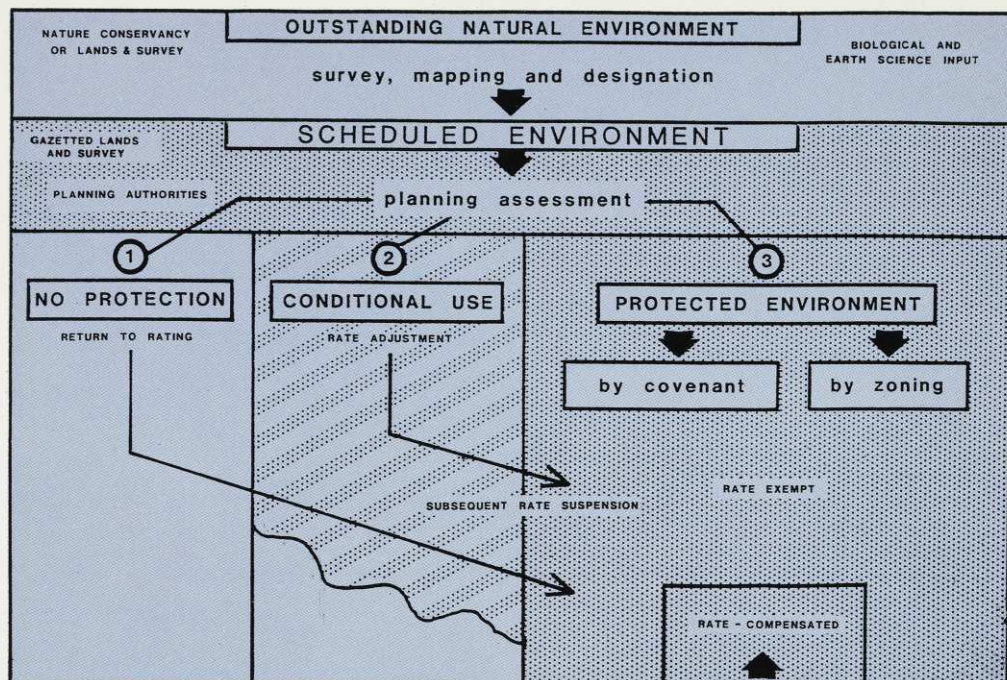 NATURE CONSERVANCY
OR LANDS & SURVEY
OUTSTANDING NATURAL ENVIRONMENT
BIOLOGICAL AND
EARTH SCIENCE INPUT
survey, mapping and designation
GAZETTED LANDS
AND SURVEY
SCHEDULED ENVIRONMENT
PLANNING AUTHORITIES
planning assessment
1
2
3
NO PROTECTION
CONDITIONAL USE
PROTECTED ENVIRONMENT
RETURN TO RATING
RATE ADJUSTMENT
by covenant
by zoning
RATE EXEMPT
SUBSEQUENT RATE SUSPENSION
RATE - COMPENSATED